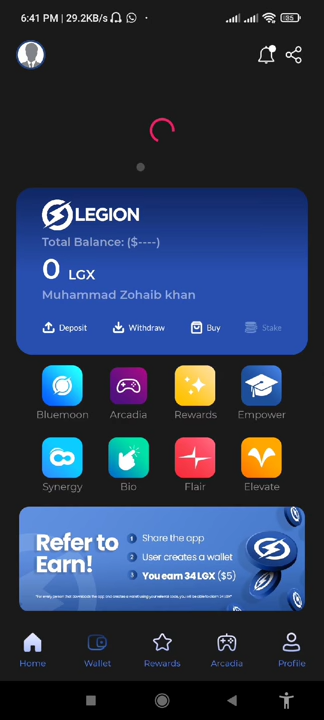 6:41 PM | 29.2KB/s
85
LEGION
Total Balance: ($----)
0 LGX
Muhammad Zohaib khan
Deposit Withdraw Buy Stake
Bluemoon Arcadia Rewards Empower
Synergy Bio Flair Elevate
Refer to
Earn!
1 Share the app
2 User creates a wallet
3 You earn 34 LGX ($5)
Home Wallet Rewards Arcadia Profile